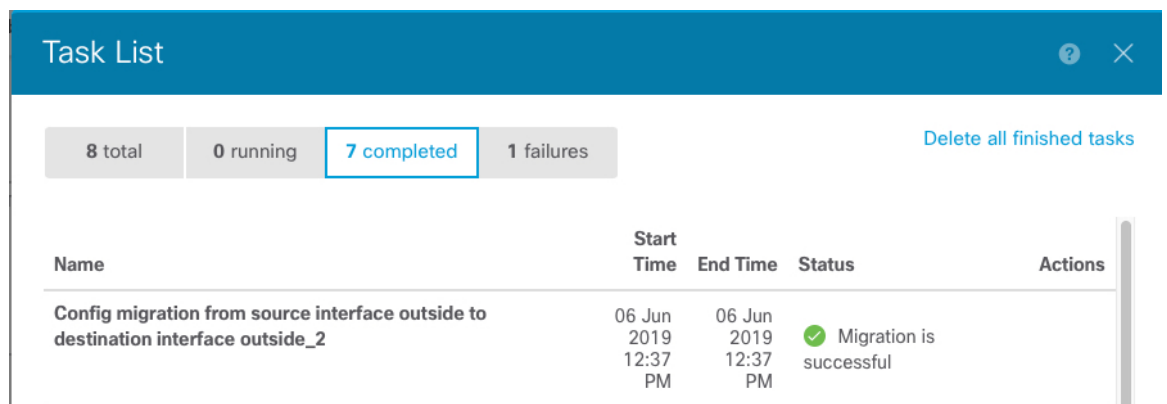 Task List
8 total 0 running 7 completed 1 failures
Delete all finished tasks
Name Start Time End Time Status Actions
Config migration from source interface outside to
destination interface outside_2
06 Jun
2019
12:37
PM
06 Jun
2019
12:37
PM
Migration is
successful